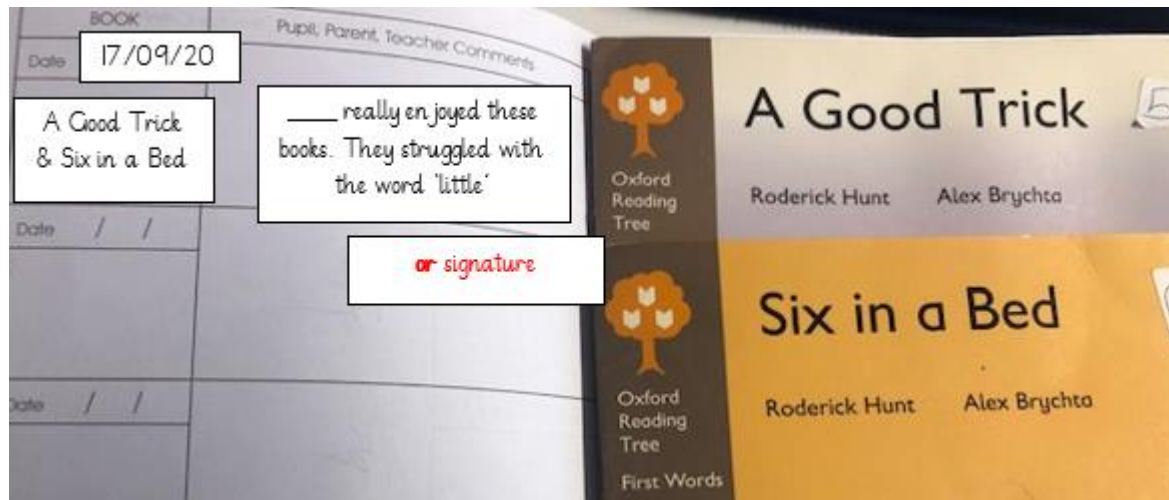 BOOK
Pupil, Parent, Teacher Comments
Date
17/09/20
A Good Trick
& Six in a Bed
____ really enjoyed these
books. They struggled with
the word 'little'
or signature
Date / /
Date / /
Oxford
Reading
Tree
A Good Trick
Roderick Hunt Alex Brychta
Oxford
Reading
Tree
First Words
Six in a Bed
Roderick Hunt Alex Brychta